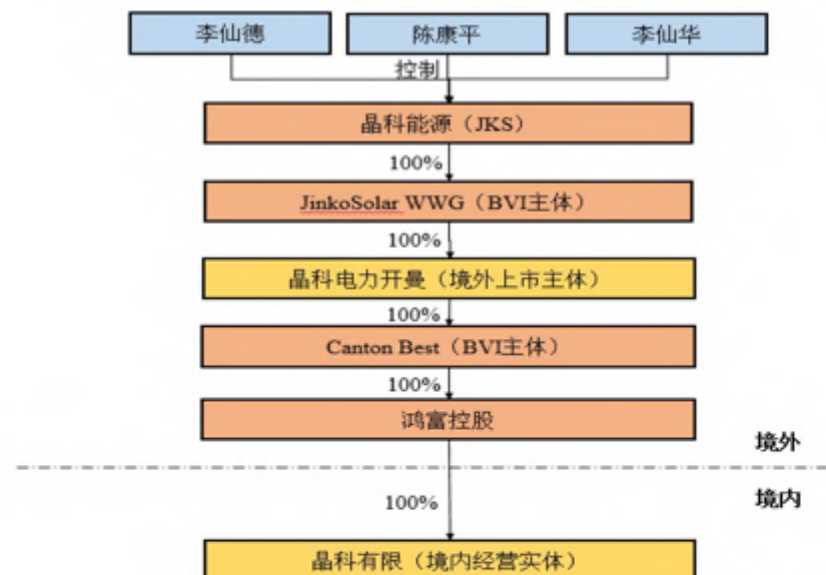 李仙德 陈康平 李仙华
控制
晶科能源（JKS）
100%
JinkoSolar WWG（BVI主体）
100%
晶科电力开曼（境外上市主体）
100%
Canton Best（BVI主体）
100%
鸿富控股
境外
境内
100%
晶科有限（境内经营实体）